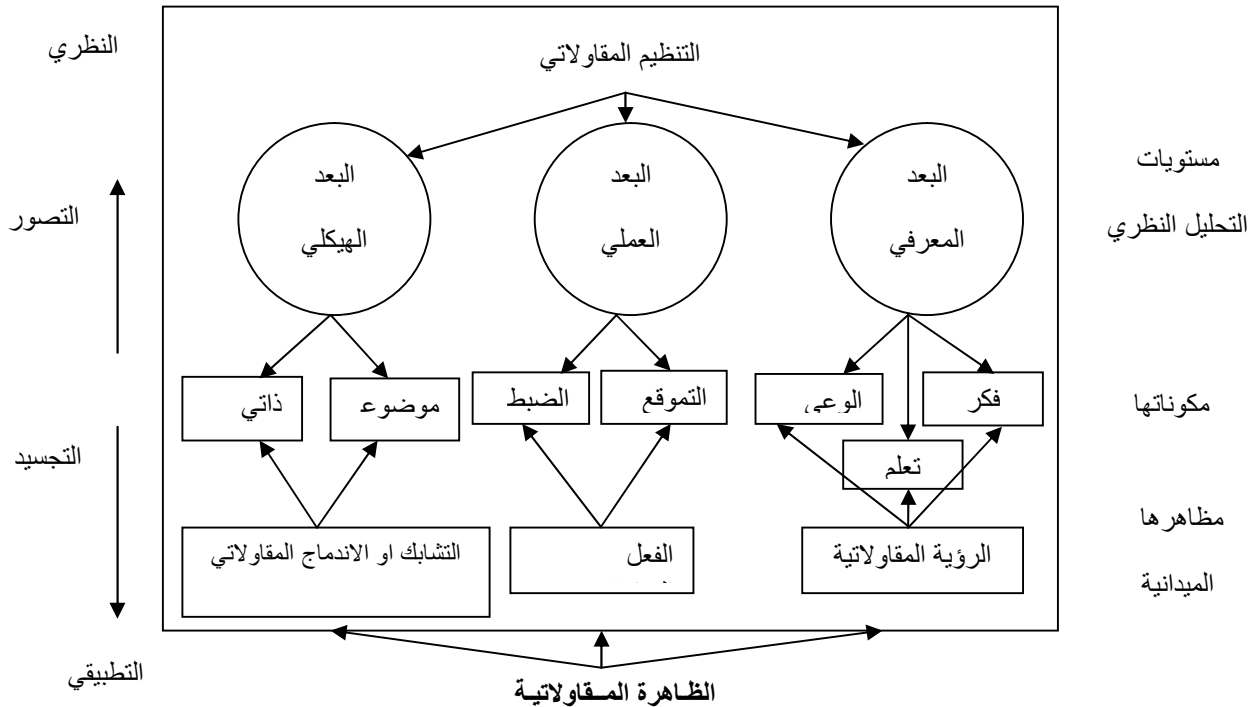 النظري
التنظيم المقاولاتي
البعد
المعرفي
البعد
العملي
البعد
الهيكلي
مستويات
التحليل النظري
التصور
فكر
الوعي
تعلم
التموقع
الضبط
موضوع
ذاتي
مكوناتها
التجسيد
مظاهرها
الميدانية
الرؤية المقاولاتية
الفعل
التشابك او الاندماج المقاولاتي
التطبيقي
الظاهرة المــقاولاتيـة